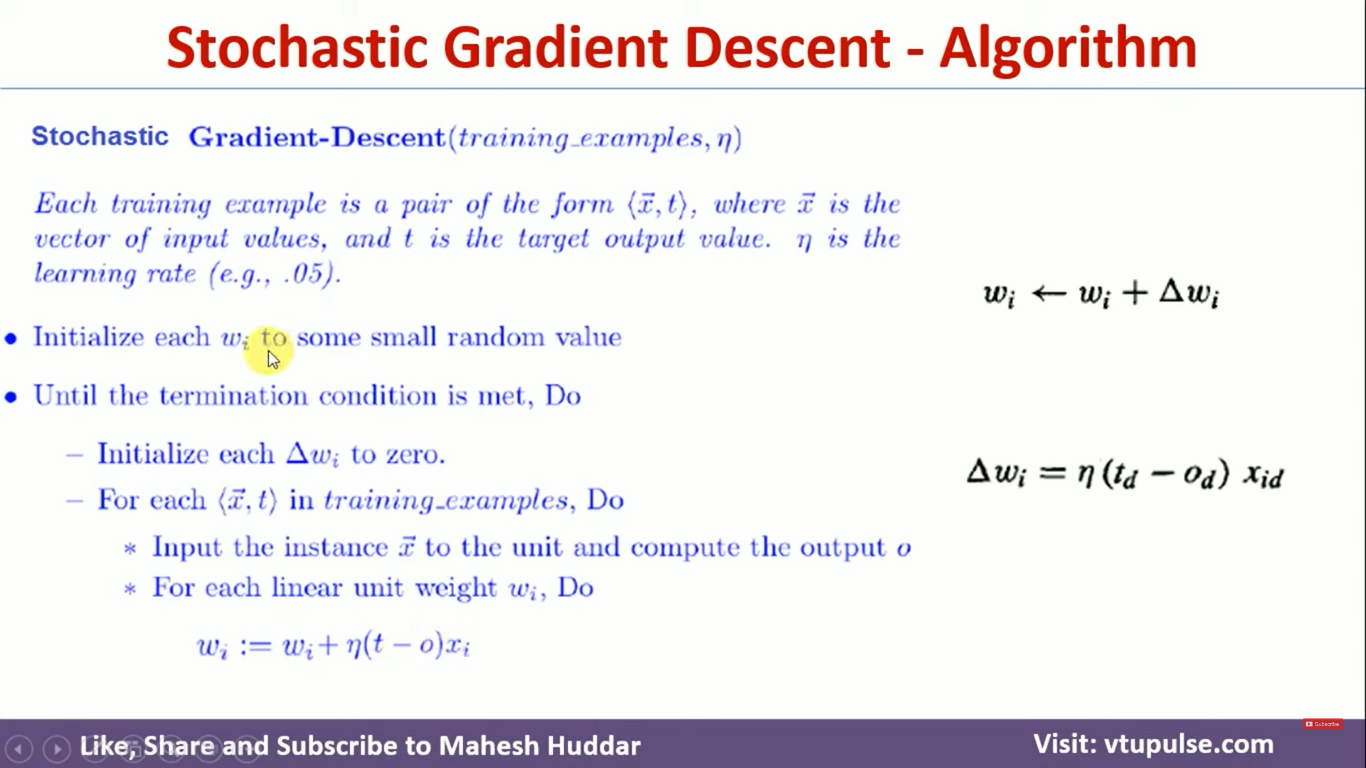 Stochastic Gradient Descent - Algorithm
Stochastic Gradient-Descent(training_examples, η)
Each training example is a pair of the form ⟨x⃗, t⟩, where x⃗ is the
vector of input values, and t is the target output value. η is the
learning rate (e.g., .05).
• Initialize each wᵢ to some small random value
• Until the termination condition is met, Do
– Initialize each Δwᵢ to zero.
– For each ⟨x⃗, t⟩ in training_examples, Do
* Input the instance x⃗ to the unit and compute the output o
* For each linear unit weight wᵢ, Do
wᵢ := wᵢ + η(t − o)xᵢ
wᵢ ← wᵢ + Δwᵢ
Δwᵢ = η (t_d − o_d) x_id
Subscribe
Like, Share and Subscribe to Mahesh Huddar
Visit: vtupulse.com